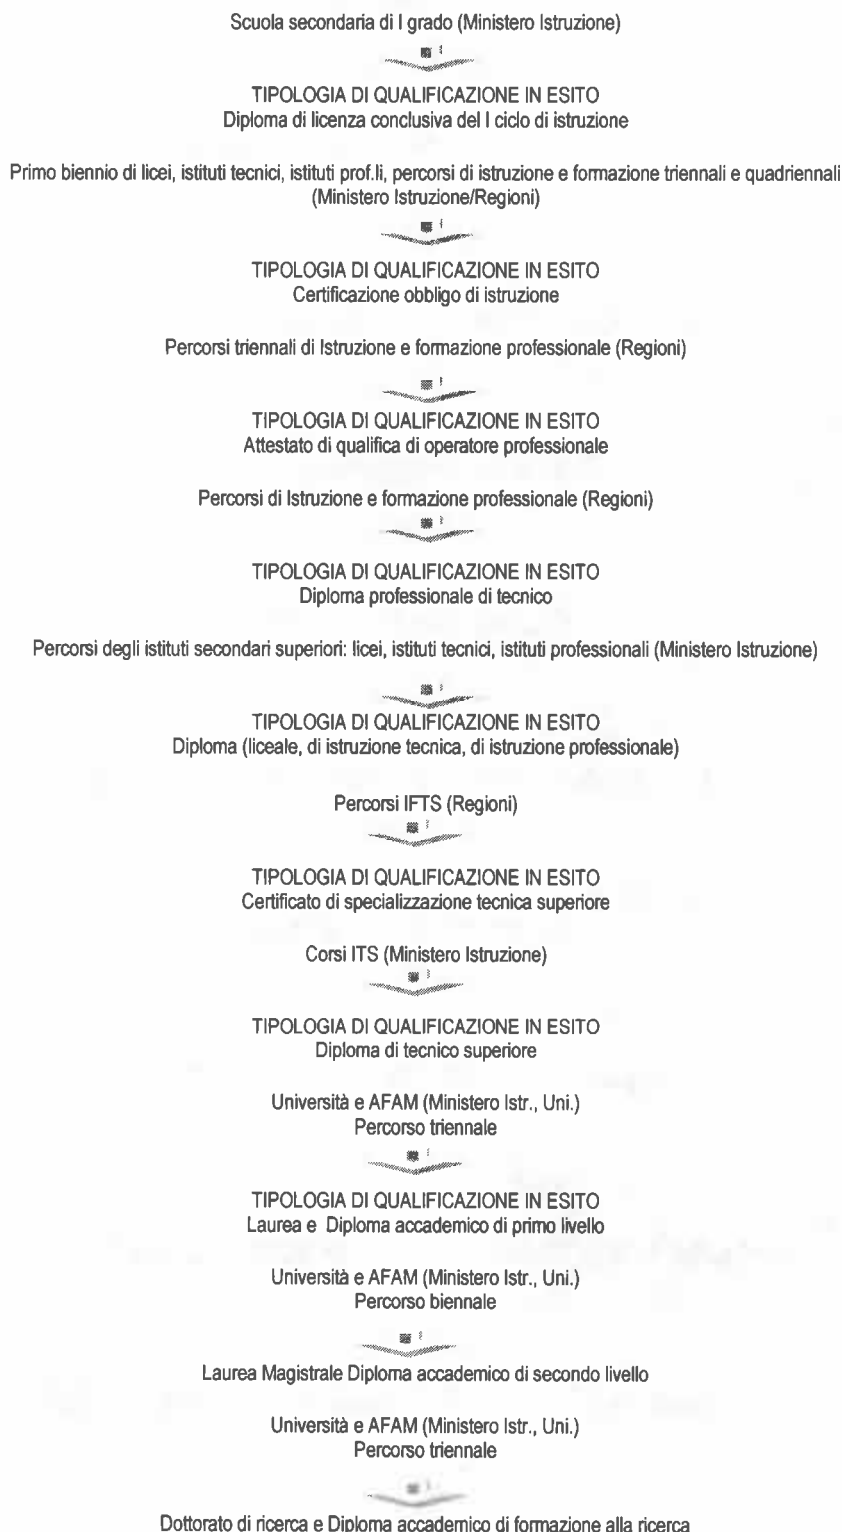 Scuola secondaria di I grado (Ministero Istruzione)
TIPOLOGIA DI QUALIFICAZIONE IN ESITO
Diploma di licenza conclusiva del I ciclo di istruzione
Primo biennio di licei, istituti tecnici, istituti prof.li, percorsi di istruzione e formazione triennali e quadriennali
(Ministero Istruzione/Regioni)
TIPOLOGIA DI QUALIFICAZIONE IN ESITO
Certificazione obbligo di istruzione
Percorsi triennali di Istruzione e formazione professionale (Regioni)
TIPOLOGIA DI QUALIFICAZIONE IN ESITO
Attestato di qualifica di operatore professionale
Percorsi di Istruzione e formazione professionale (Regioni)
TIPOLOGIA DI QUALIFICAZIONE IN ESITO
Diploma professionale di tecnico
Percorsi degli istituti secondari superiori: licei, istituti tecnici, istituti professionali (Ministero Istruzione)
TIPOLOGIA DI QUALIFICAZIONE IN ESITO
Diploma (liceale, di istruzione tecnica, di istruzione professionale)
Percorsi IFTS (Regioni)
TIPOLOGIA DI QUALIFICAZIONE IN ESITO
Certificato di specializzazione tecnica superiore
Corsi ITS (Ministero Istruzione)
TIPOLOGIA DI QUALIFICAZIONE IN ESITO
Diploma di tecnico superiore
Università e AFAM (Ministero Istr., Uni.)
Percorso triennale
TIPOLOGIA DI QUALIFICAZIONE IN ESITO
Laurea e Diploma accademico di primo livello
Università e AFAM (Ministero Istr., Uni.)
Percorso biennale
Laurea Magistrale Diploma accademico di secondo livello
Università e AFAM (Ministero Istr., Uni.)
Percorso triennale
Dottorato di ricerca e Diploma accademico di formazione alla ricerca